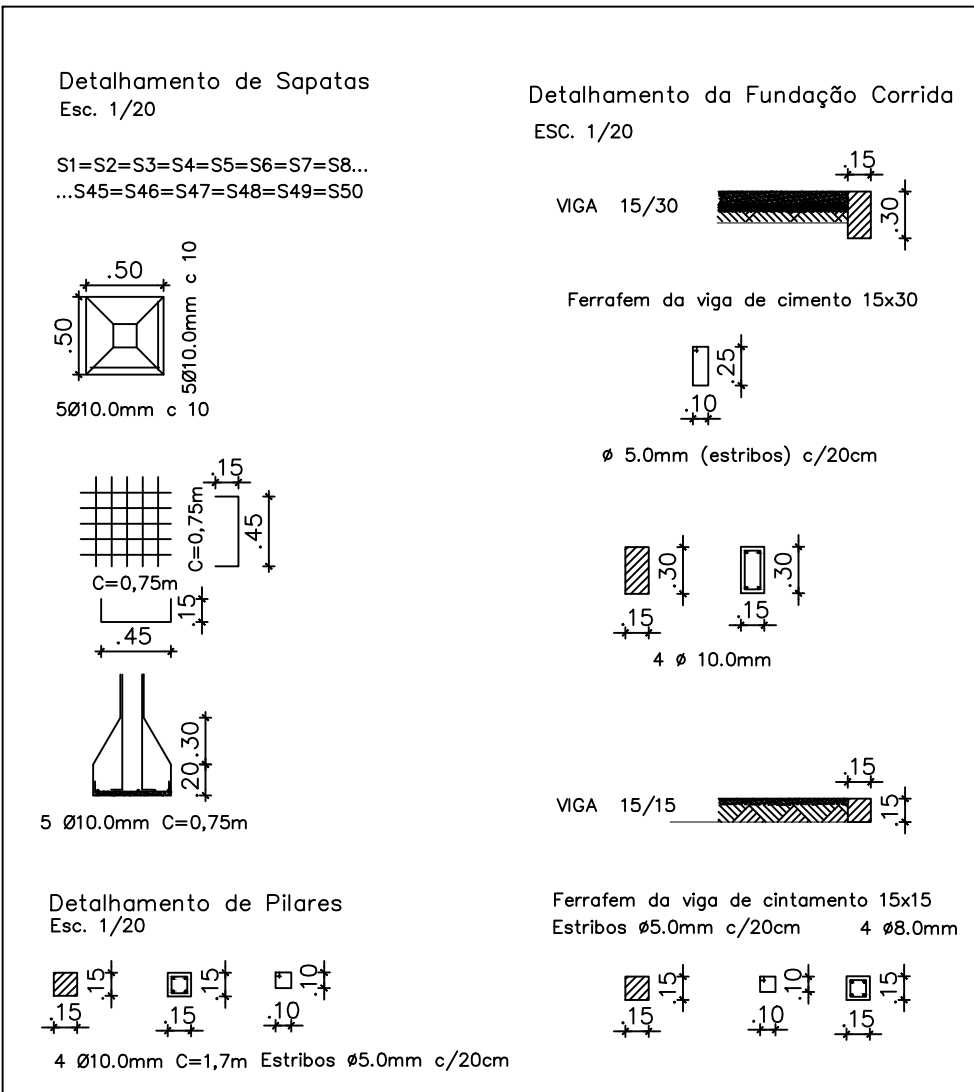 Detalhamento de Sapatas
Esc. 1/20
S1=S2=S3=S4=S5=S6=S7=S8...
...S45=S46=S47=S48=S49=S50
.50
.50
5Ø10.0mm c 10
5Ø10.0mm c 10
.15
C=0,75m
.45
C=0,75m
.15
.45
.30
.20
5 Ø10.0mm C=0,75m
Detalhamento de Pilares
Esc. 1/20
.15
.15
.15
.15
.10
.10
4 Ø10.0mm C=1,7m Estribos Ø5.0mm c/20cm
Detalhamento da Fundação Corrida
ESC. 1/20
.15
VIGA 15/30
.30
Ferrafem da viga de cimento 15x30
.25
.10
ø 5.0mm (estribos) c/20cm
.30
.30
.15
.15
4 ø 10.0mm
.15
VIGA 15/15
.15
Ferrafem da viga de cintamento 15x15
Estribos Ø5.0mm c/20cm 4 Ø8.0mm
.15
.10
.15
.15
.10
.15